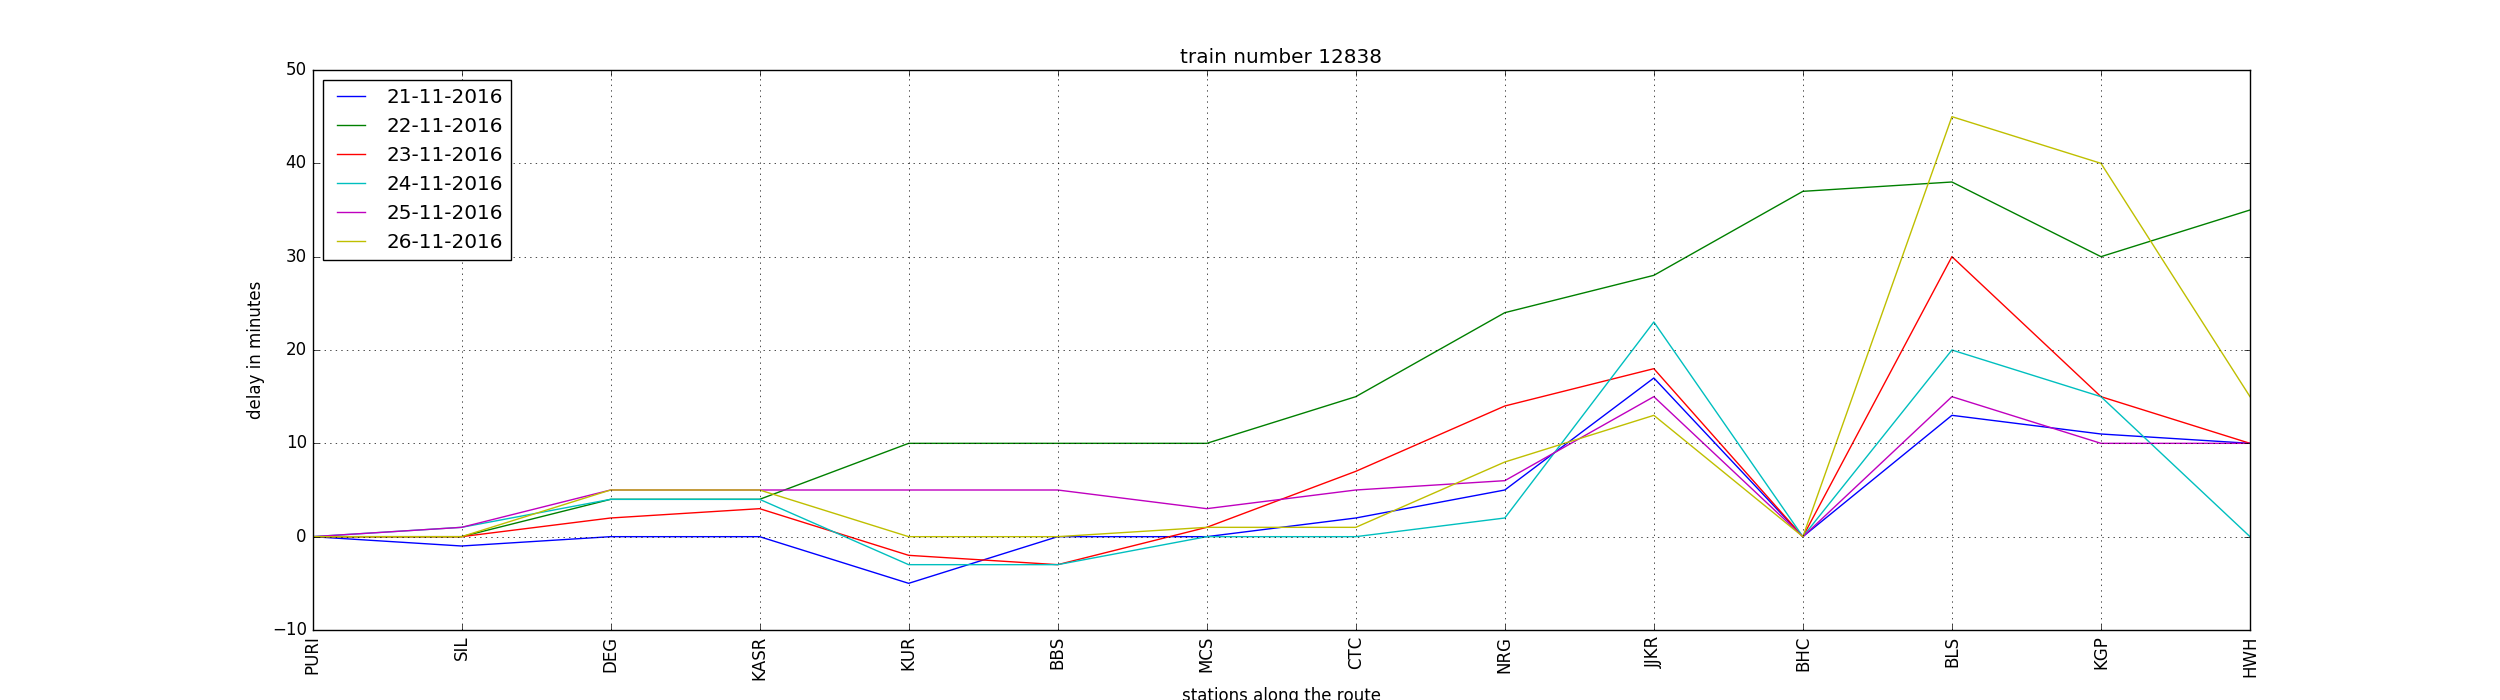 train number 12838
50
40
30
20
10
0
−10
delay in minutes
21-11-2016
22-11-2016
23-11-2016
24-11-2016
25-11-2016
26-11-2016
PURI
SIL
DEG
KASR
KUR
BBS
MCS
CTC
NRG
JJKR
BHC
BLS
KGP
HWH
stations along the route